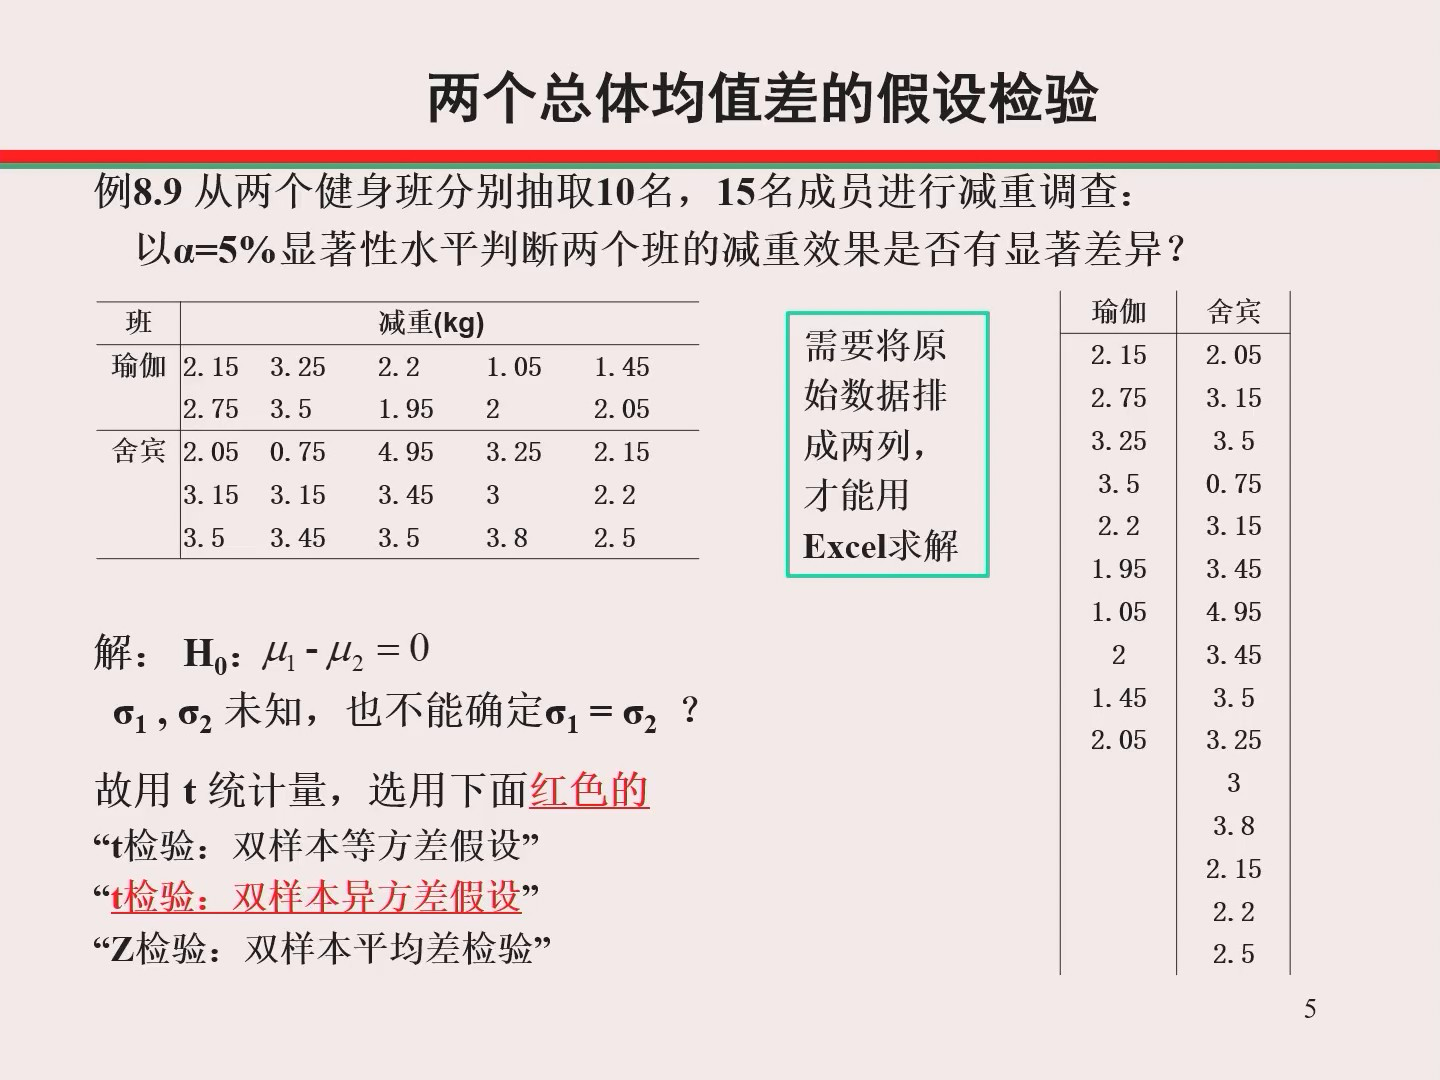 两个总体均值差的假设检验
例8.9 从两个健身班分别抽取10名，15名成员进行减重调查：
以α=5%显著性水平判断两个班的减重效果是否有显著差异？
班 减重(kg)
瑜伽 2.15 3.25 2.2 1.05 1.45
2.75 3.5 1.95 2 2.05
舍宾 2.05 0.75 4.95 3.25 2.15
3.15 3.15 3.45 3 2.2
3.5 3.45 3.5 3.8 2.5
需要将原
始数据排
成两列，
才能用
Excel求解
瑜伽 舍宾
2.15 2.05
2.75 3.15
3.25 3.5
3.5 0.75
2.2 3.15
1.95 3.45
1.05 4.95
2 3.45
1.45 3.5
2.05 3.25
3
3.8
2.15
2.2
2.5
解： H₀：μ₁ - μ₂ = 0
σ₁ , σ₂ 未知，也不能确定σ₁ = σ₂ ？
故用 t 统计量，选用下面红色的
“t检验：双样本等方差假设”
“t检验：双样本异方差假设”
“Z检验：双样本平均差检验”
5